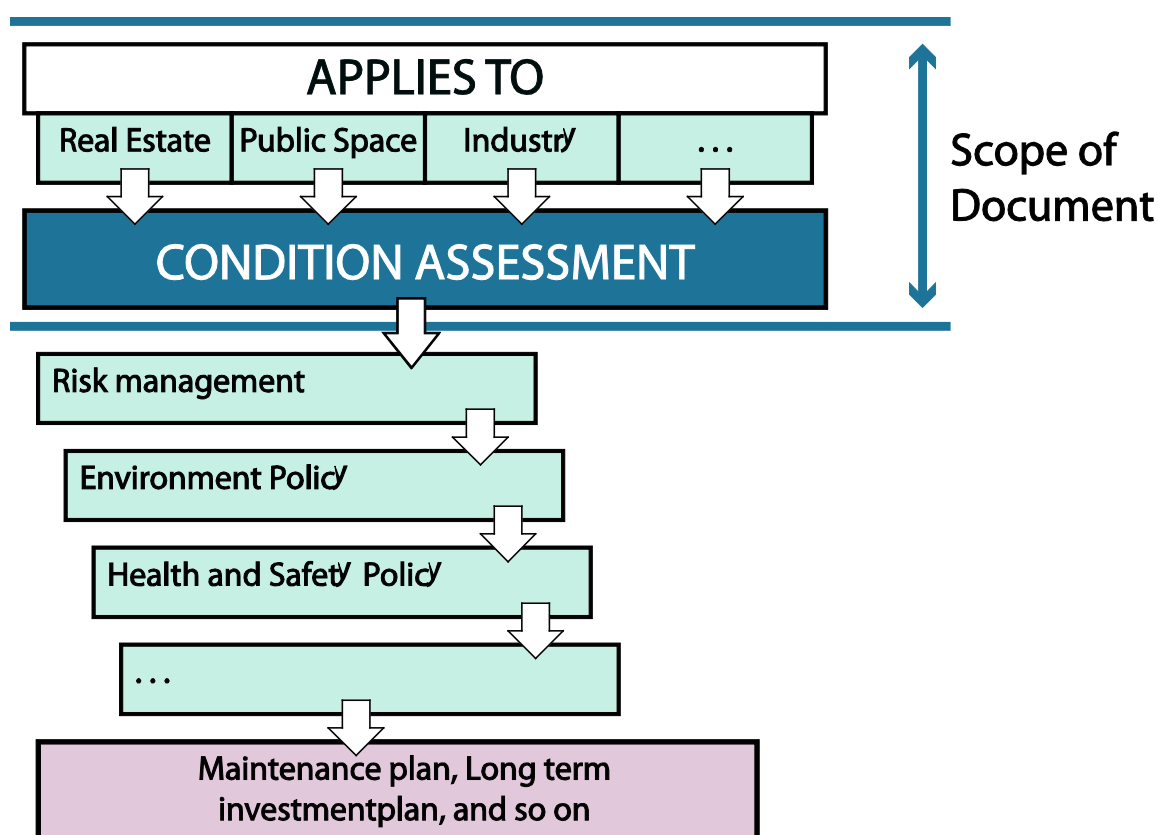 APPLIES TO
Real Estate
Public Space
Industry
...
Scope of
Document
CONDITION ASSESSMENT
Risk management
Environment Policy
Health and Safety Policy
...
Maintenance plan, Long term
investmentplan, and so on